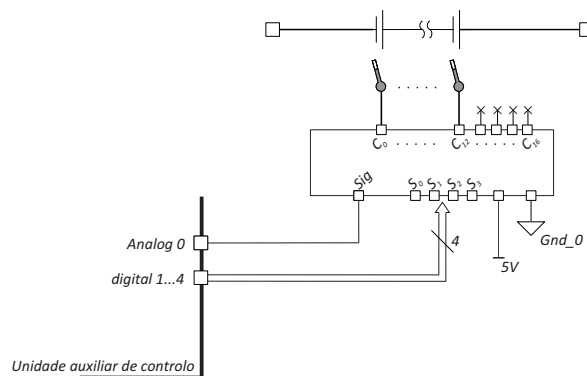 C₀ ..... C₁₂ ...... C₁₆
Sig S₀ S₁ S₂ S₃
Analog 0
4
Gnd_0
5V
digital 1...4
Unidade auxiliar de controlo